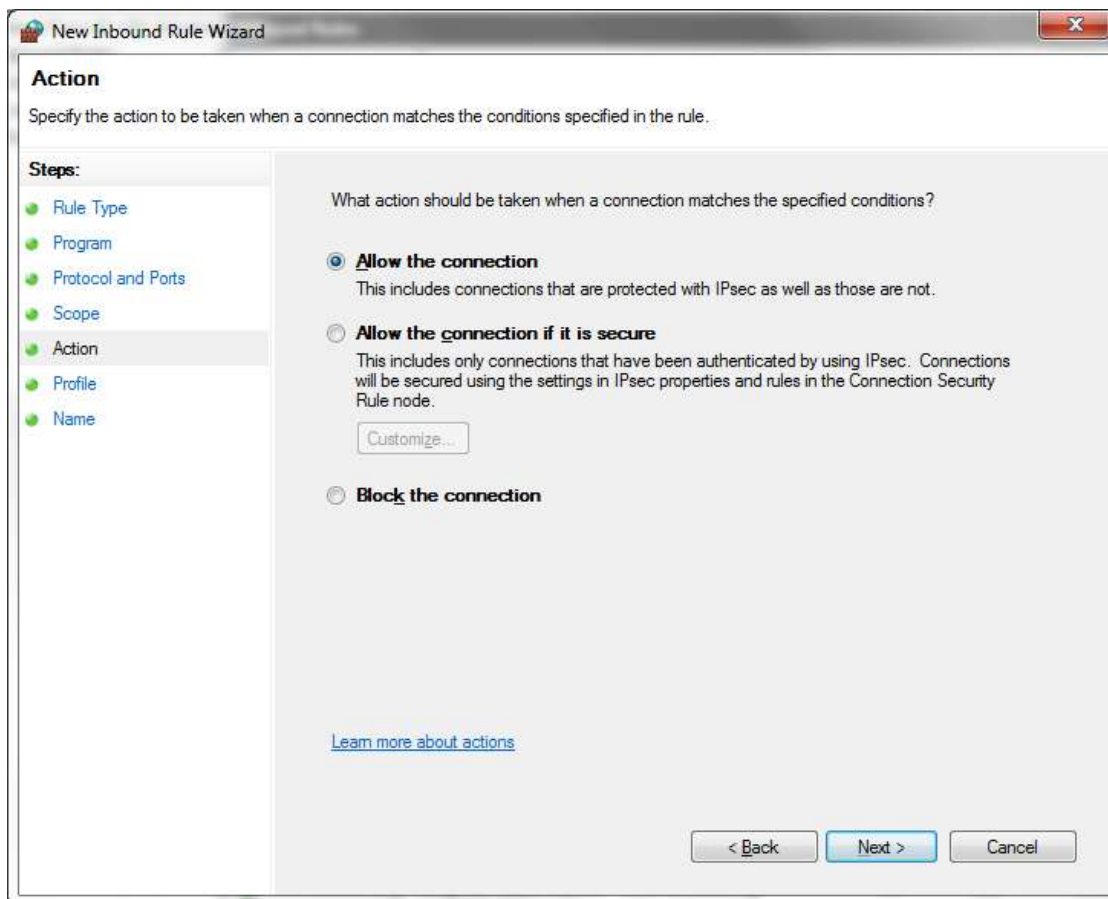 New Inbound Rule Wizard
Action
Specify the action to be taken when a connection matches the conditions specified in the rule.
Steps:
Rule Type
Program
Protocol and Ports
Scope
Action
Profile
Name
What action should be taken when a connection matches the specified conditions?
Allow the connection
This includes connections that are protected with IPsec as well as those are not.
Allow the connection if it is secure
This includes only connections that have been authenticated by using IPsec. Connections
will be secured using the settings in IPsec properties and rules in the Connection Security
Rule node.
Customize...
Block the connection
Learn more about actions
< Back
Next >
Cancel